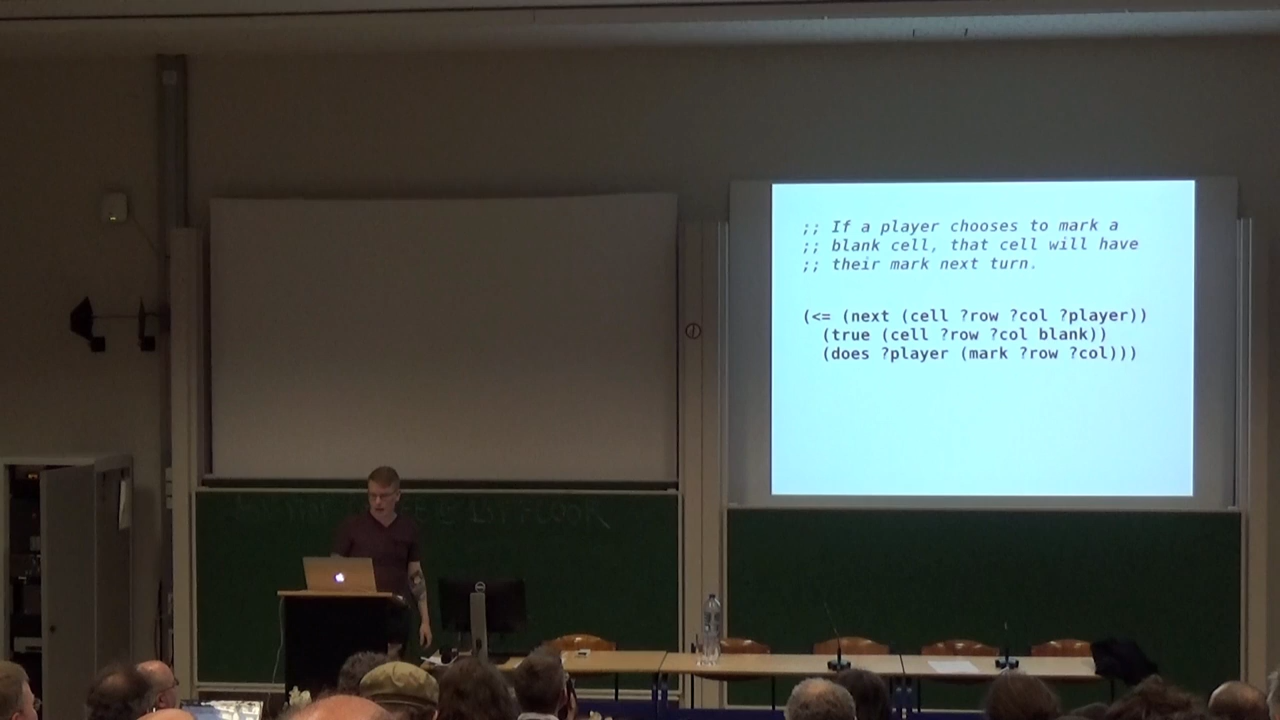 ;; If a player chooses to mark a
;; blank cell, that cell will have
;; their mark next turn.
(<= (next (cell ?row ?col ?player))
(true (cell ?row ?col blank))
(does ?player (mark ?row ?col)))